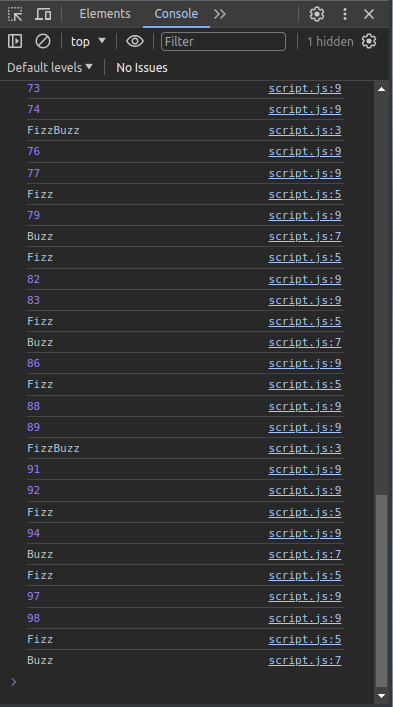 Elements Console
top Filter 1 hidden
Default levels No Issues
73 script.js:9
74 script.js:9
FizzBuzz script.js:3
76 script.js:9
77 script.js:9
Fizz script.js:5
79 script.js:9
Buzz script.js:7
Fizz script.js:5
82 script.js:9
83 script.js:9
Fizz script.js:5
Buzz script.js:7
86 script.js:9
Fizz script.js:5
88 script.js:9
89 script.js:9
FizzBuzz script.js:3
91 script.js:9
92 script.js:9
Fizz script.js:5
94 script.js:9
Buzz script.js:7
Fizz script.js:5
97 script.js:9
98 script.js:9
Fizz script.js:5
Buzz script.js:7